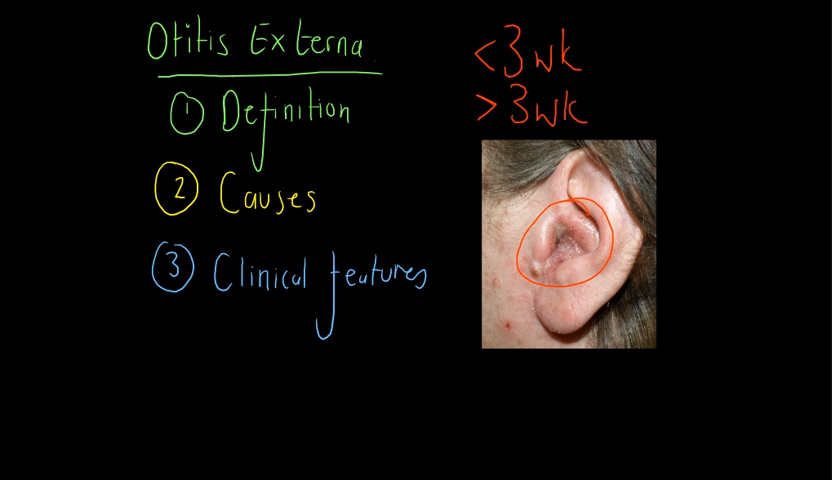 Otitis Externa
① Definition
② Causes
③ Clinical features
<3wk
>3wk